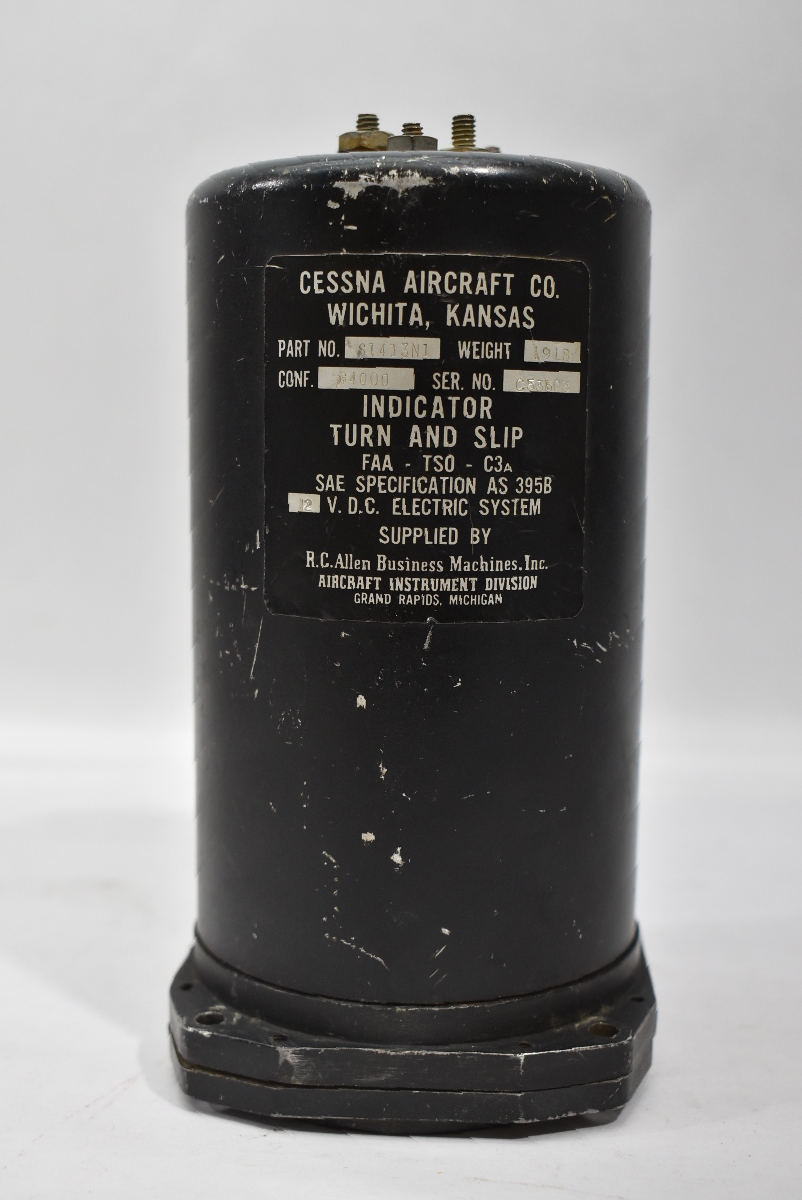 CESSNA AIRCRAFT CO.
WICHITA, KANSAS
PART NO. S1413N1 WEIGHT
CONF. SER. NO.
INDICATOR
TURN AND SLIP
FAA - TSO - C3A
SAE SPECIFICATION AS 395B
12 V. D.C. ELECTRIC SYSTEM
SUPPLIED BY
R.C.Allen Business Machines, Inc.
AIRCRAFT INSTRUMENT DIVISION
GRAND RAPIDS, MICHIGAN